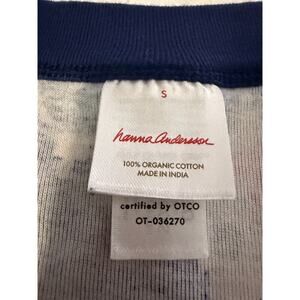 S
hanna andersson
100% ORGANIC COTTON
MADE IN INDIA
certified by OTCO
OT-036270